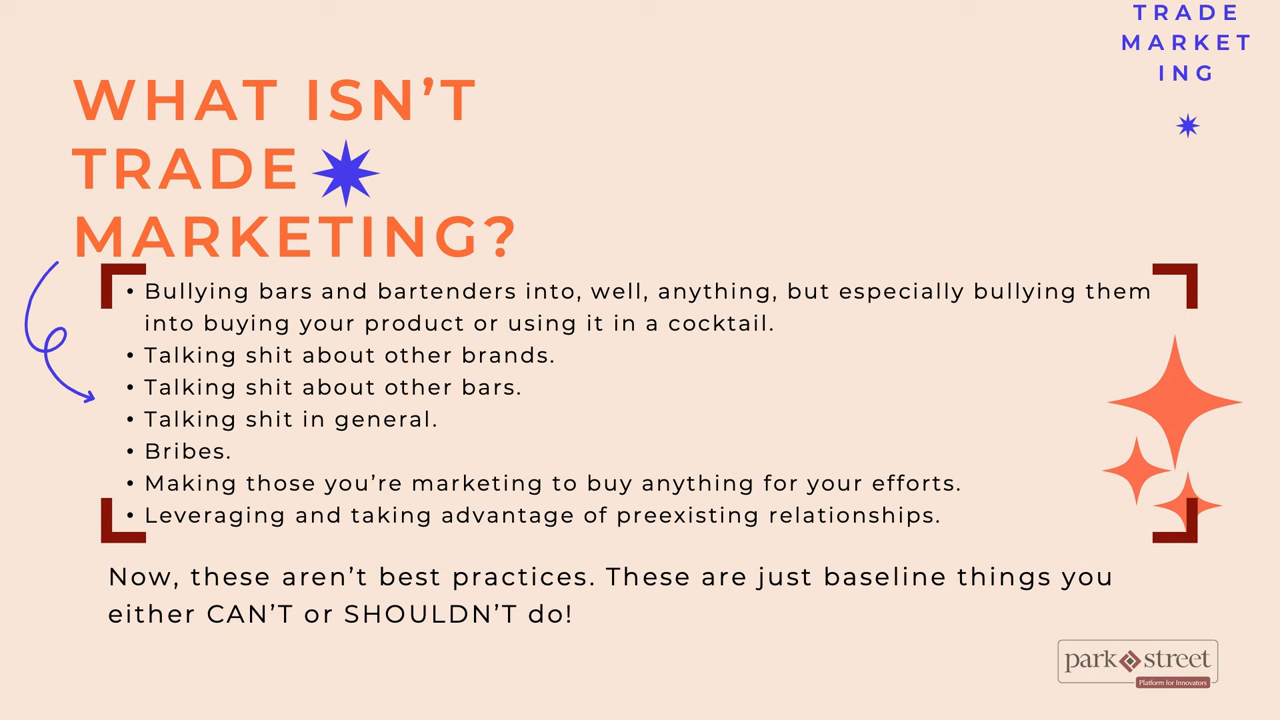 TRADE
MARKET
ING
WHAT ISN’T
TRADE
MARKETING?
• Bullying bars and bartenders into, well, anything, but especially bullying them
into buying your product or using it in a cocktail.
• Talking shit about other brands.
• Talking shit about other bars.
• Talking shit in general.
• Bribes.
• Making those you’re marketing to buy anything for your efforts.
• Leveraging and taking advantage of preexisting relationships.
Now, these aren’t best practices. These are just baseline things you
either CAN’T or SHOULDN’T do!
park street
Platform for Innovators